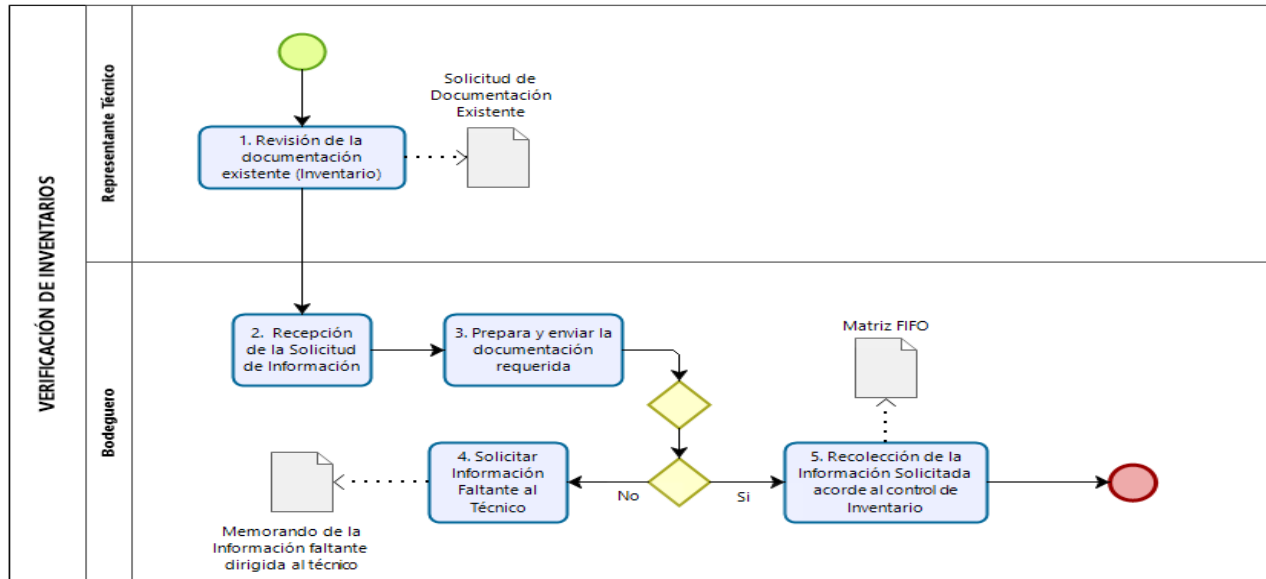 VERIFICACIÓN DE INVENTARIOS
Representante Técnico
Solicitud de
Documentación
Existente
1. Revisión de la
documentación
existente (Inventario)
Bodeguero
2. Recepción
de la Solicitud
de Información
3. Prepara y enviar la
documentación
requerida
Matriz FIFO
4. Solicitar
Información
Faltante al
Técnico
No
Si
5. Recolección de la
Información Solicitada
acorde al control de
Inventario
Memorando de la
Información faltante
dirigida al técnico